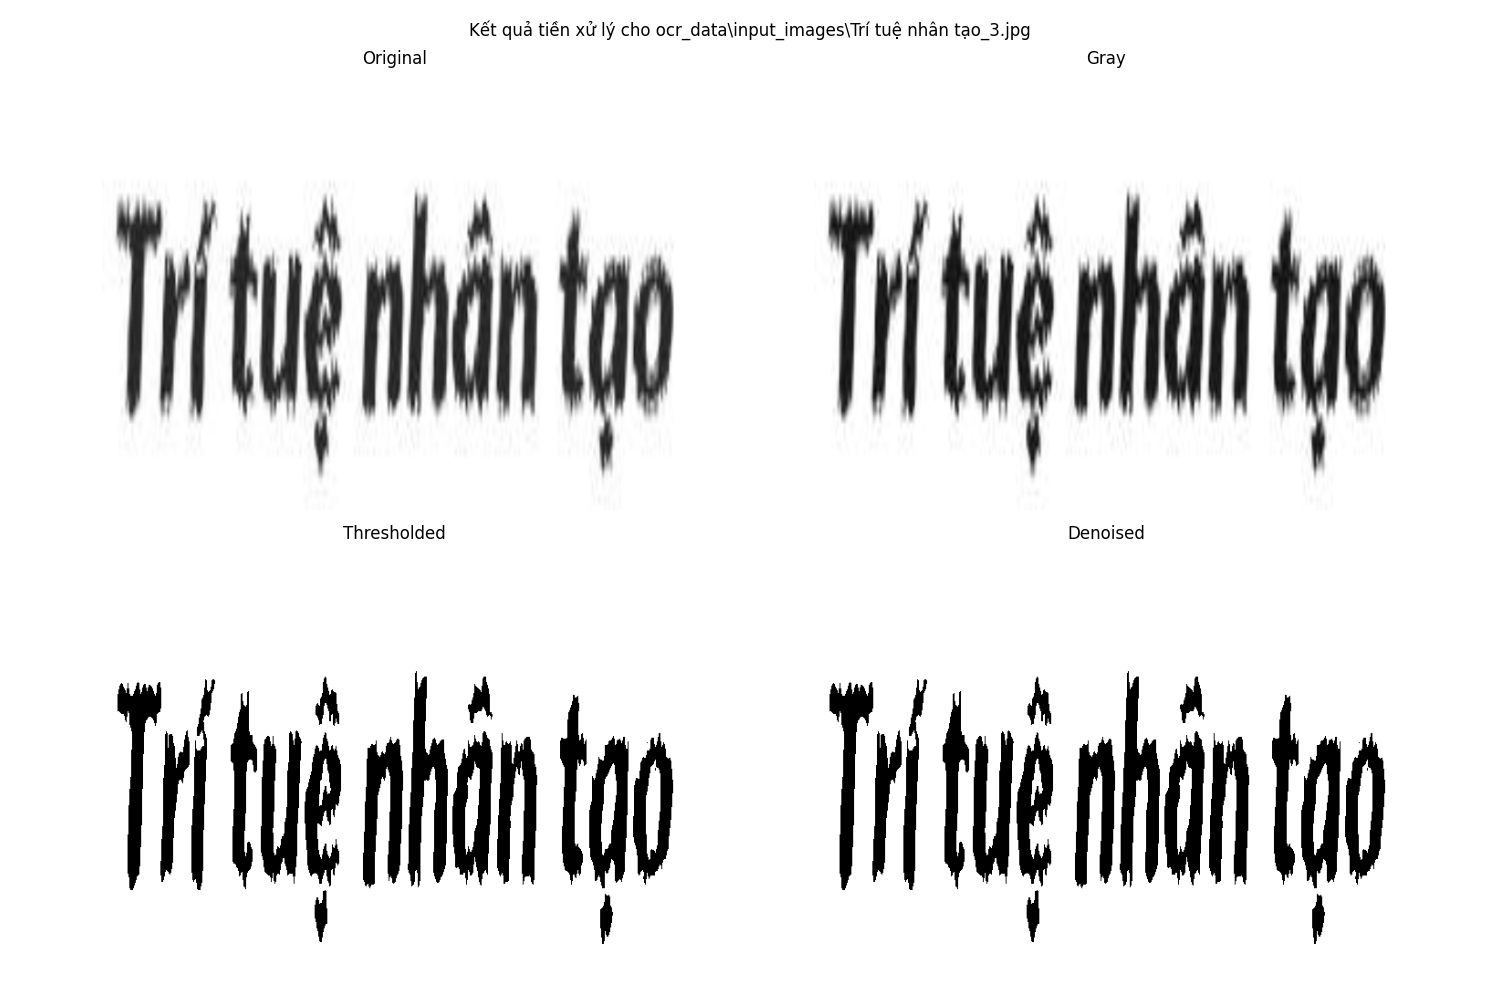 Kết quả tiền xử lý cho ocr_data\input_images\Trí tuệ nhân tạo_3.jpg
Original
Gray
Trí tuệ nhân tạo
Trí tuệ nhân tạo
Thresholded
Denoised
Trí tuệ nhân tạo
Trí tuệ nhân tạo